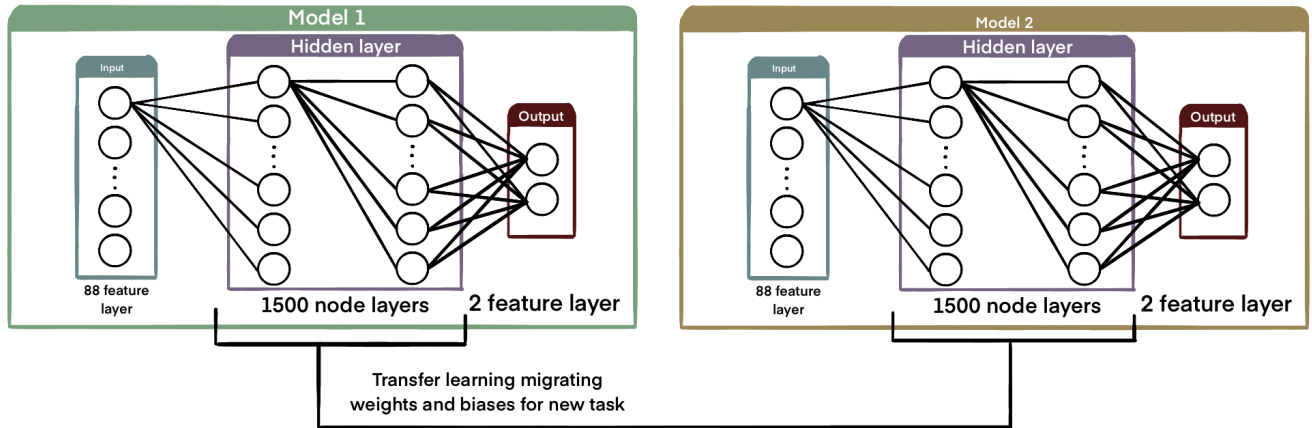 Model 1
Hidden layer
Input
Output
88 feature
layer
1500 node layers
2 feature layer
Model 2
Hidden layer
Input
Output
88 feature
layer
1500 node layers
2 feature layer
Transfer learning migrating
weights and biases for new task